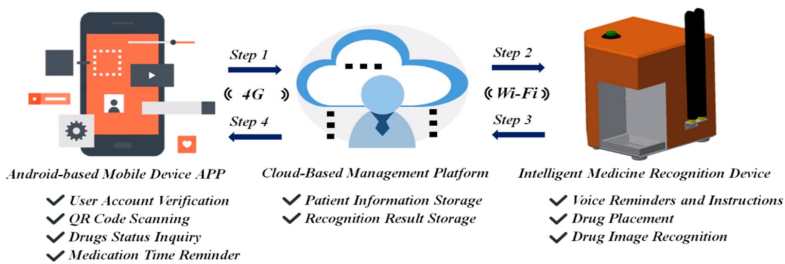 Step 1
Step 2
4G
Wi-Fi
Step 4
Step 3
Android-based Mobile Device APP
Cloud-Based Management Platform
Intelligent Medicine Recognition Device
User Account Verification
QR Code Scanning
Drugs Status Inquiry
Medication Time Reminder
Patient Information Storage
Recognition Result Storage
Voice Reminders and Instructions
Drug Placement
Drug Image Recognition